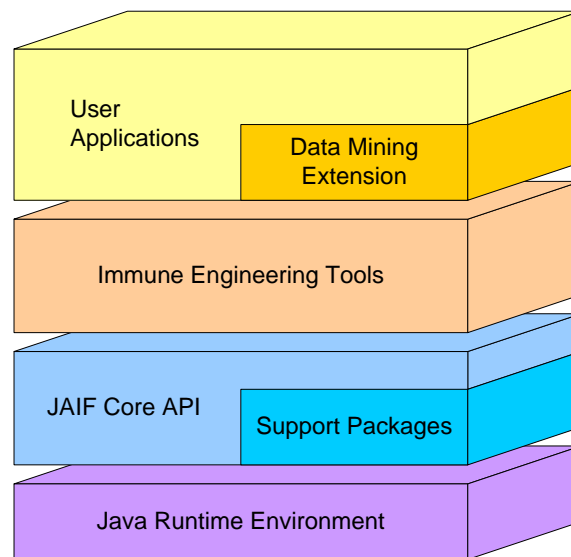 User
Applications
Data Mining
Extension
Immune Engineering Tools
JAIF Core API
Support Packages
Java Runtime Environment